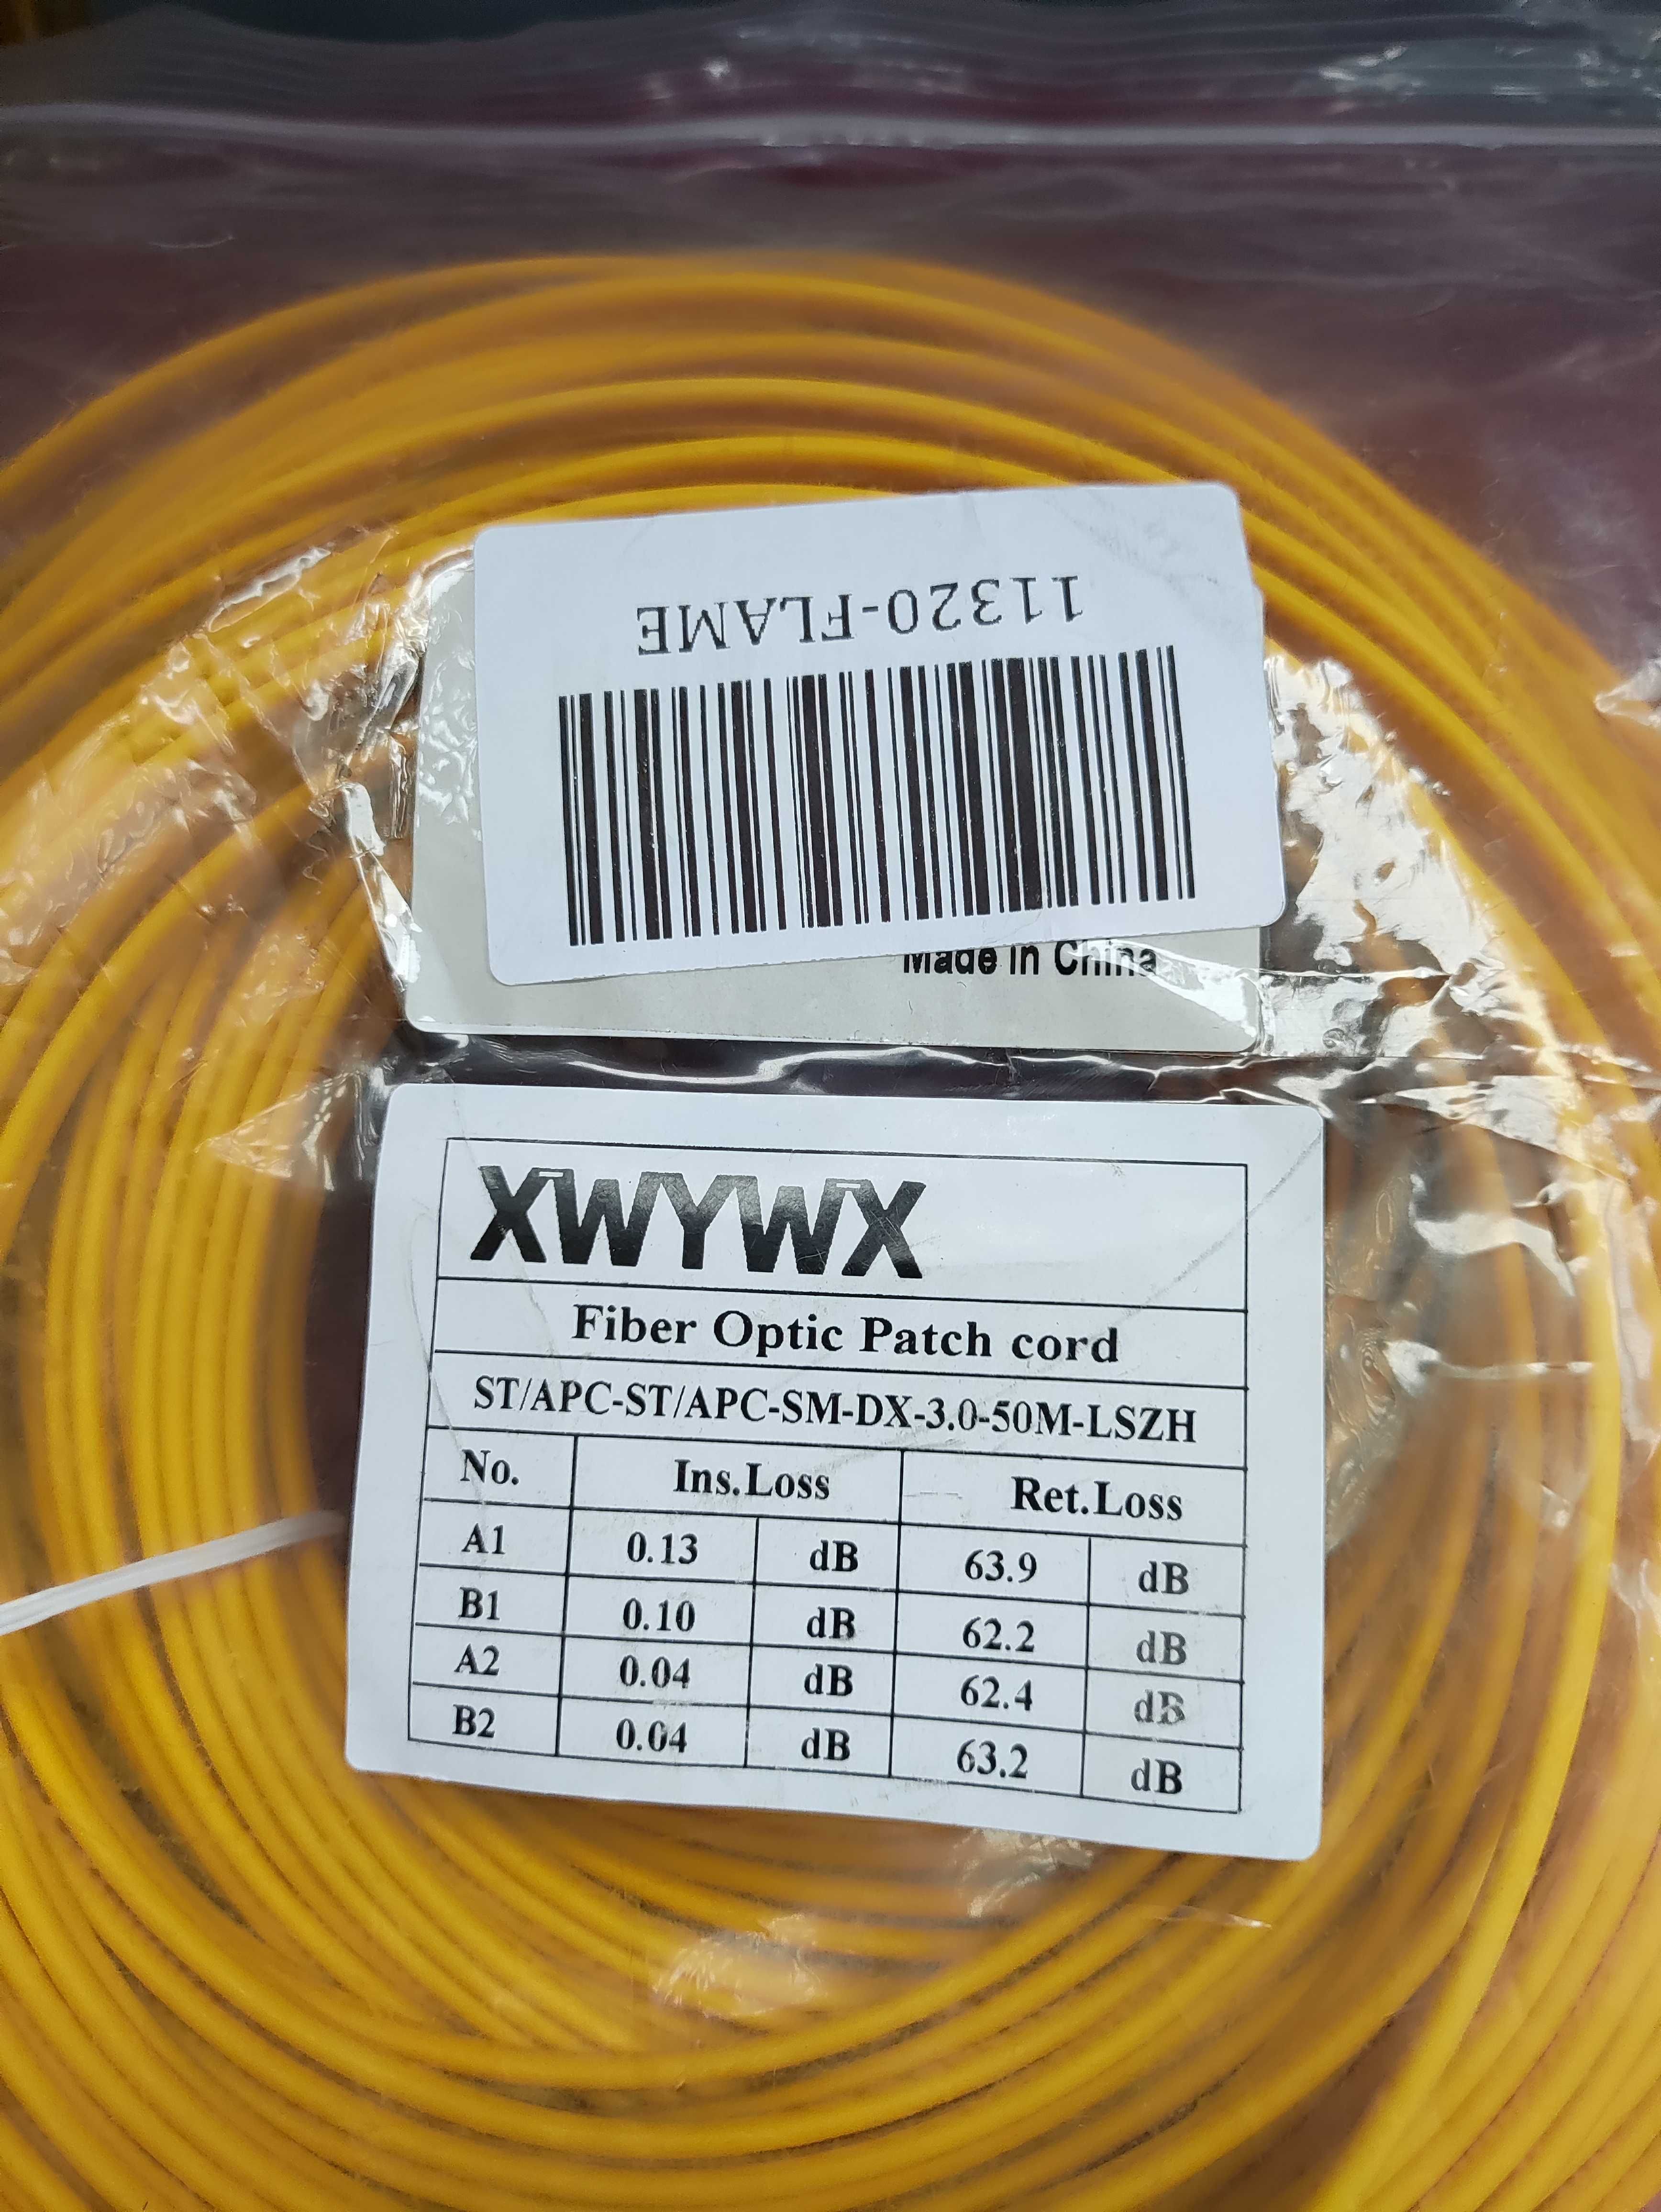 11320-FLAME
Made in China
XWYWX
Fiber Optic Patch cord
ST/APC-ST/APC-SM-DX-3.0-50M-LSZH
No. Ins.Loss Ret.Loss
A1 0.13 dB 63.9 dB
B1 0.10 dB 62.2 dB
A2 0.04 dB 62.4 dB
B2 0.04 dB 63.2 dB